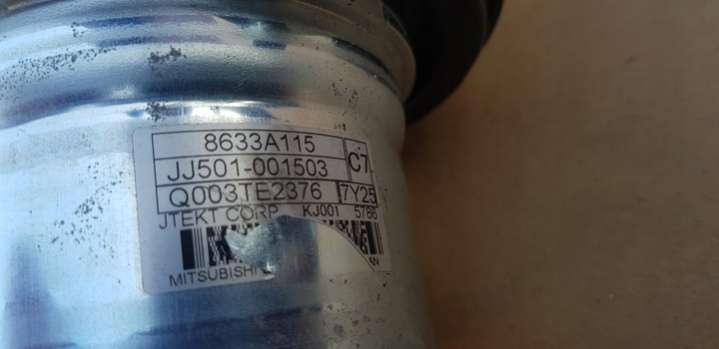 8633A115
JJ501-001503 C7
Q003TE2376 7Y25
JTEKT CORP KJ001 5786
MITSUBISHI